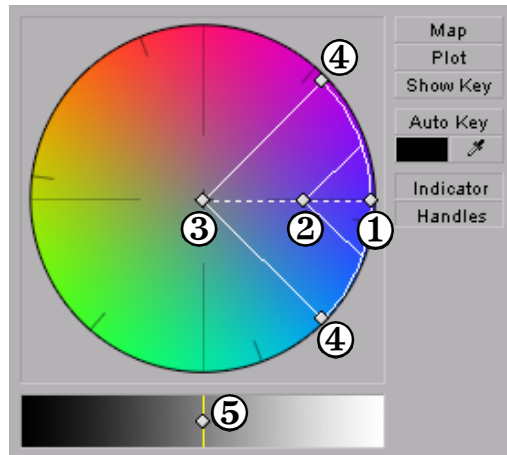 Map
Plot
Show Key
Auto Key
Indicator
Handles
④
③
②
①
④
⑤